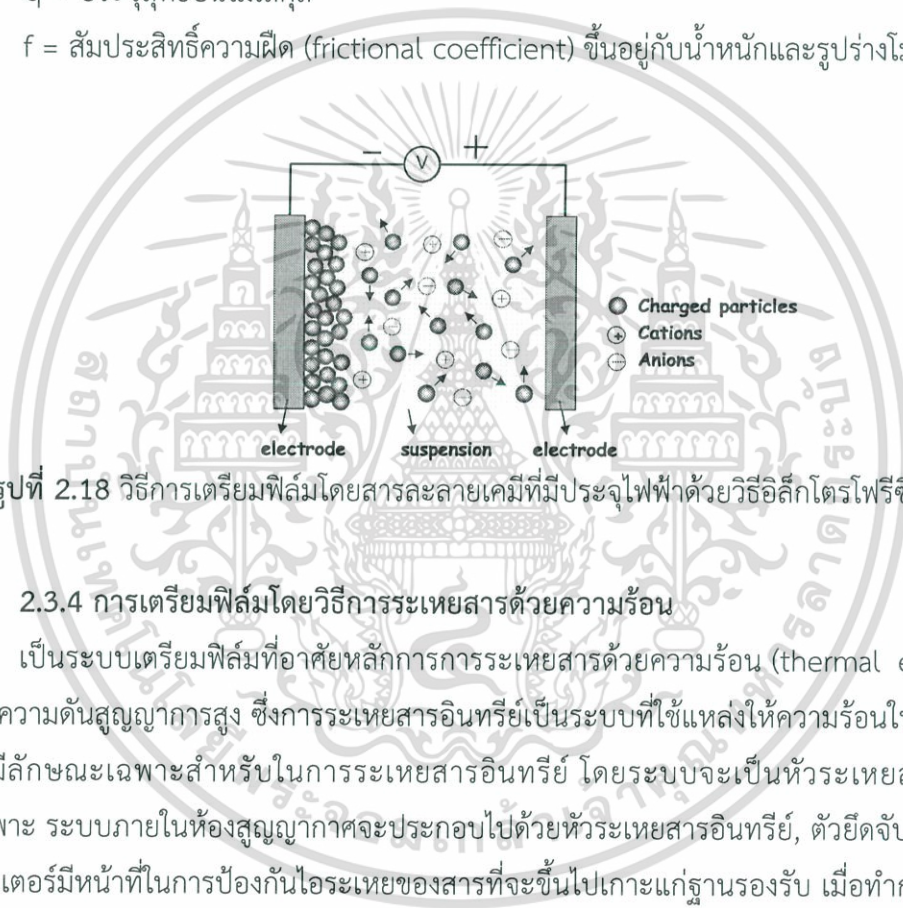 f = สัมประสิทธิ์ความฝืด (frictional coefficient) ขึ้นอยู่กับน้ำหนักและรูปร่าง
− V +
Charged particles
Cations
Anions
electrode suspension electrode
รูปที่ 2.18 วิธีการเตรียมฟิล์มโดยสารละลายเคมีที่มีประจุไฟฟ้าด้วยวิธีอิล็กโตรโฟรีซิ
2.3.4 การเตรียมฟิล์มโดยวิธีการระเหยสารด้วยความร้อน
เป็นระบบเตรียมฟิล์มที่อาศัยหลักการการระเหยสารด้วยความร้อน (thermal e
ความดันสูญญาการสูง ซึ่งการระเหยสารอินทรีย์เป็นระบบที่ใช้แหล่งให้ความร้อนใ
มีลักษณะเฉพาะสำหรับในการระเหยสารอินทรีย์ โดยระบบจะเป็นหัวระเหย
พาะ ระบบภายในห้องสูญญากาศจะประกอบไปด้วยหัวระเหยสารอินทรีย์, ตัวยึดจับ
เตอร์มีหน้าที่ในการป้องกันไอระเหยของสารที่จะขึ้นไปเกาะแก่ฐานรองรับ เมื่อทำ